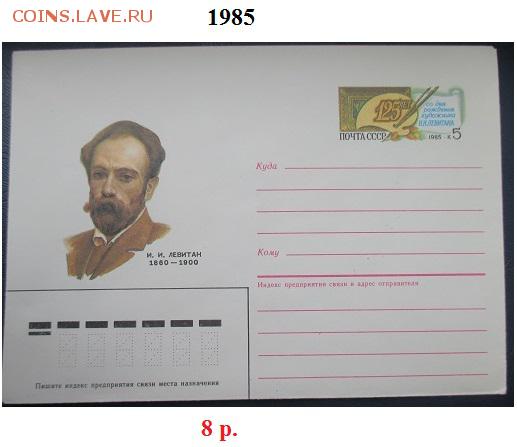 COINS.LAVE.RU
1985
125 ЛЕТ
со дня
рождения
художника
И.И.ЛЕВИТАНА
ПОЧТА СССР 1985 · К 5
Куда
Кому
И. И. ЛЕВИТАН
1860—1900
Индекс предприятия связи и адрес отправителя
Пишите индекс предприятия связи места назначения
8 р.